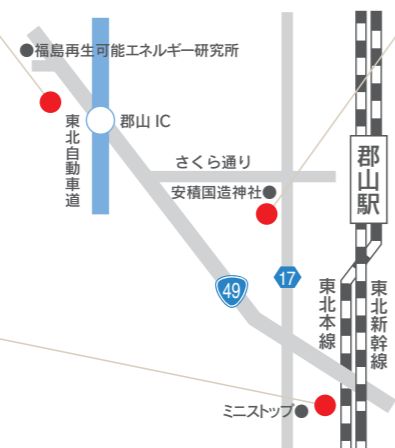 ●福島再生可能エネルギー研究所
郡山 IC
東北自動車道
さくら通り
安積国造神社●
郡山駅
49
17
東北本線
東北新幹線
ミニストップ●